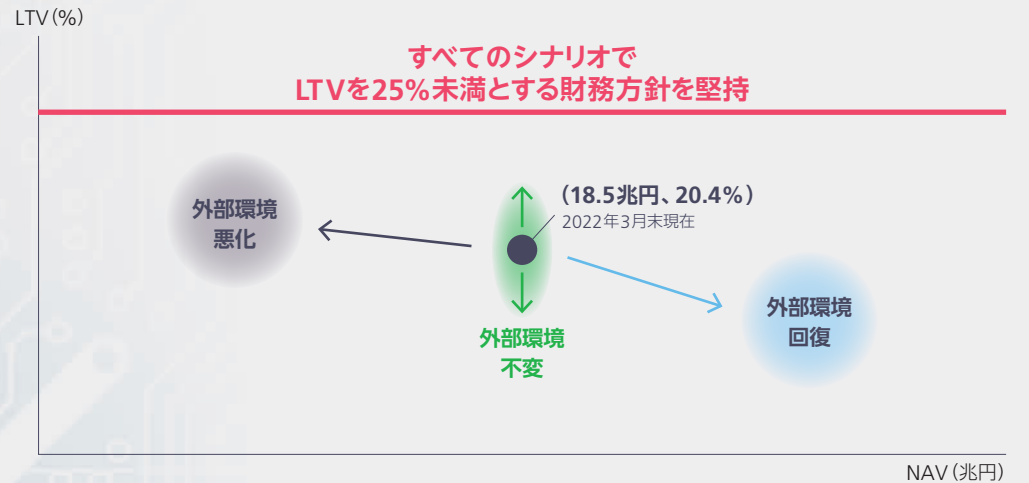 LTV(%)
すべてのシナリオで
LTVを25%未満とする財務方針を堅持
外部環境
悪化
(18.5兆円、20.4%)
2022年3月末現在
外部環境
不変
外部環境
回復
NAV(兆円)